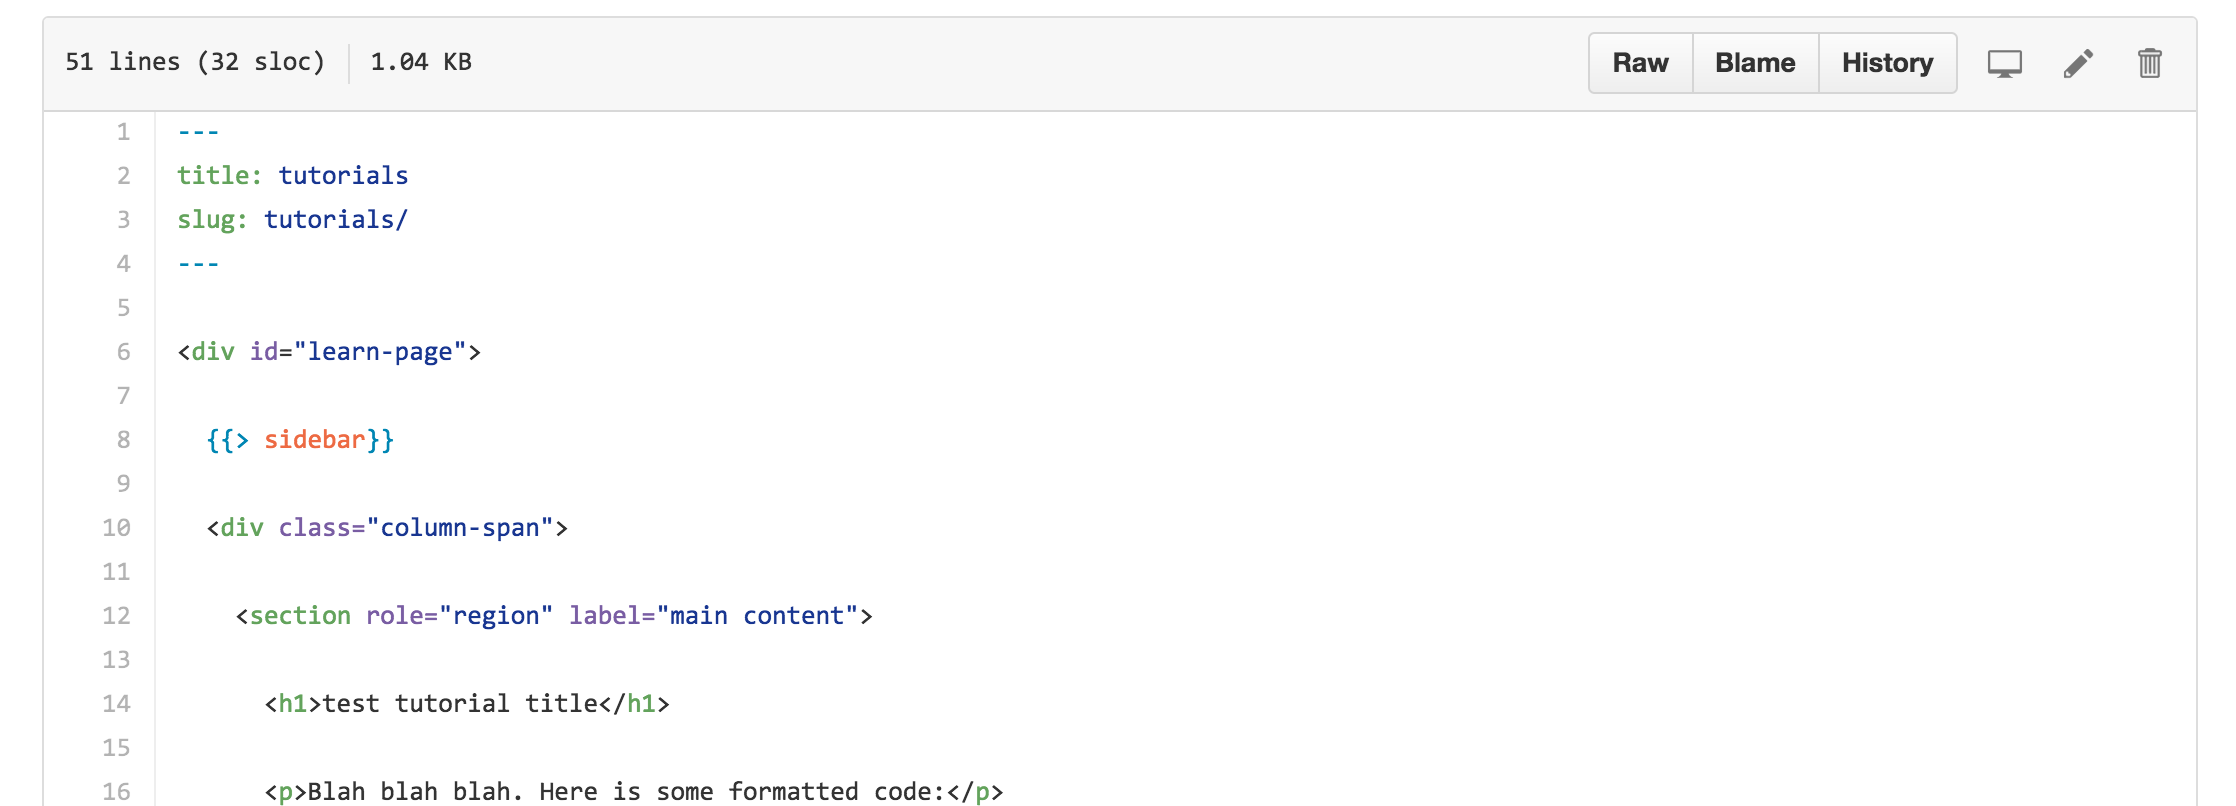 51 lines (32 sloc) 1.04 KB Raw Blame History
1 ---
2 title: tutorials
3 slug: tutorials/
4 ---
5
6 <div id="learn-page">
7
8 {{> sidebar}}
9
10 <div class="column-span">
11
12 <section role="region" label="main content">
13
14 <h1>test tutorial title</h1>
15
16 <p>Blah blah blah. Here is some formatted code:</p>